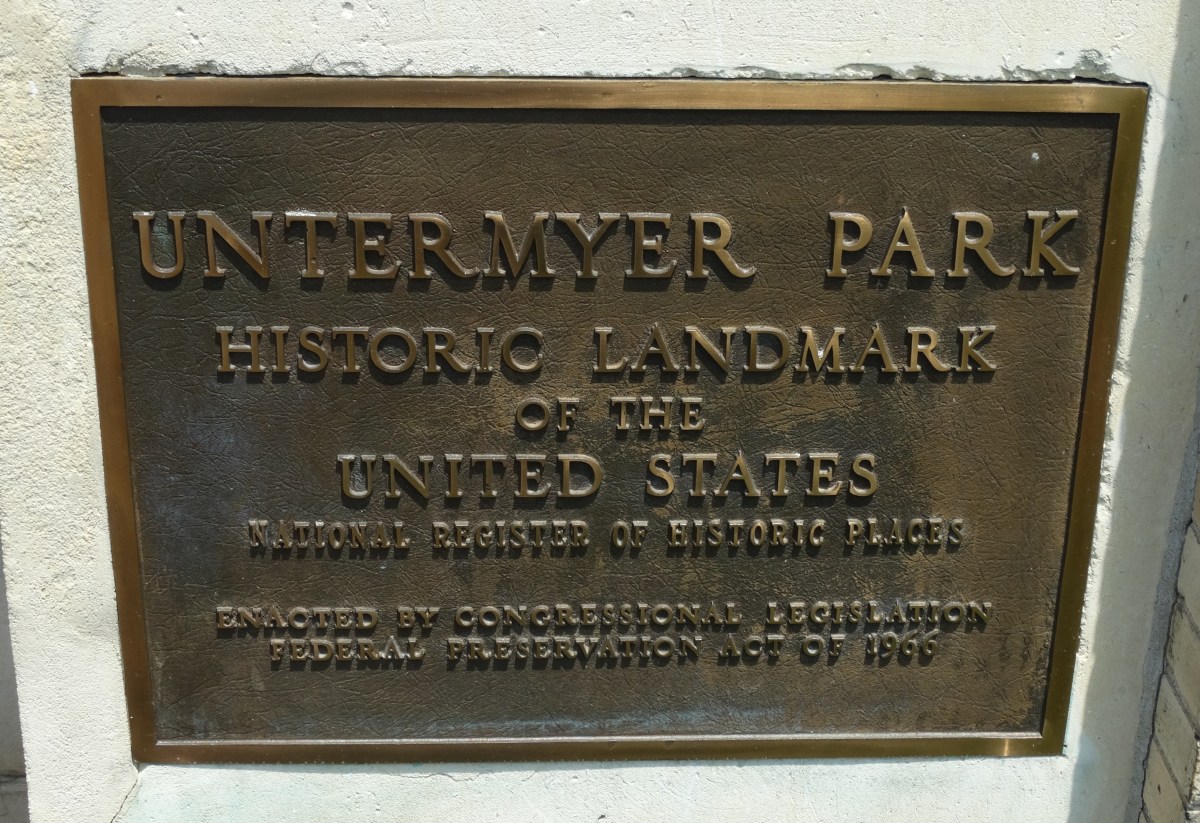 UNTERMYER PARK
HISTORIC LANDMARK
OF THE
UNITED STATES
NATIONAL REGISTER OF HISTORIC PLACES
ENACTED BY CONGRESSIONAL LEGISLATION
FEDERAL PRESERVATION ACT OF 1966